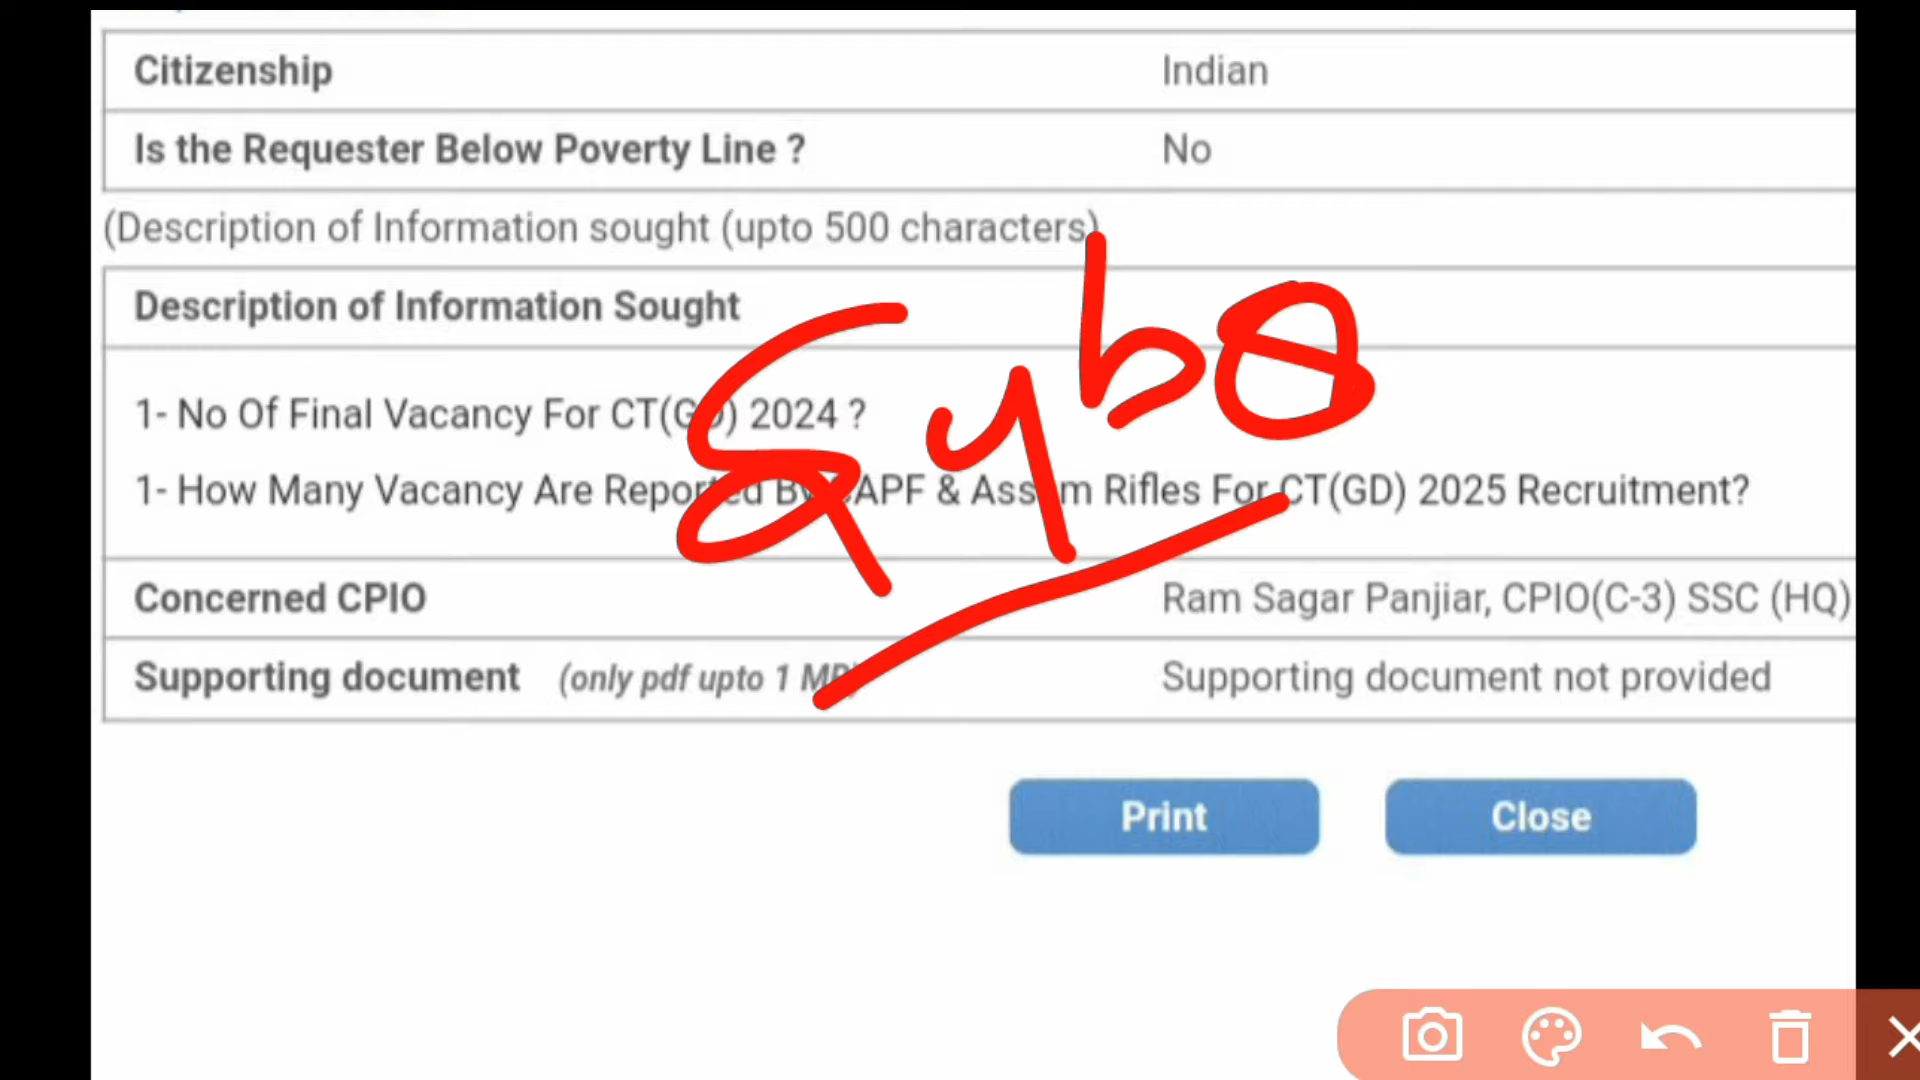 Citizenship Indian
Is the Requester Below Poverty Line ? No
(Description of Information sought (upto 500 characters)
Description of Information Sought
1- No Of Final Vacancy For CT(GD) 2024 ?
1- How Many Vacancy Are Reported By CAPF & Assam Rifles For CT(GD) 2025 Recruitment?
Concerned CPIO Ram Sagar Panjiar, CPIO(C-3) SSC (HQ)
Supporting document (only pdf upto 1 MB) Supporting document not provided
Print Close